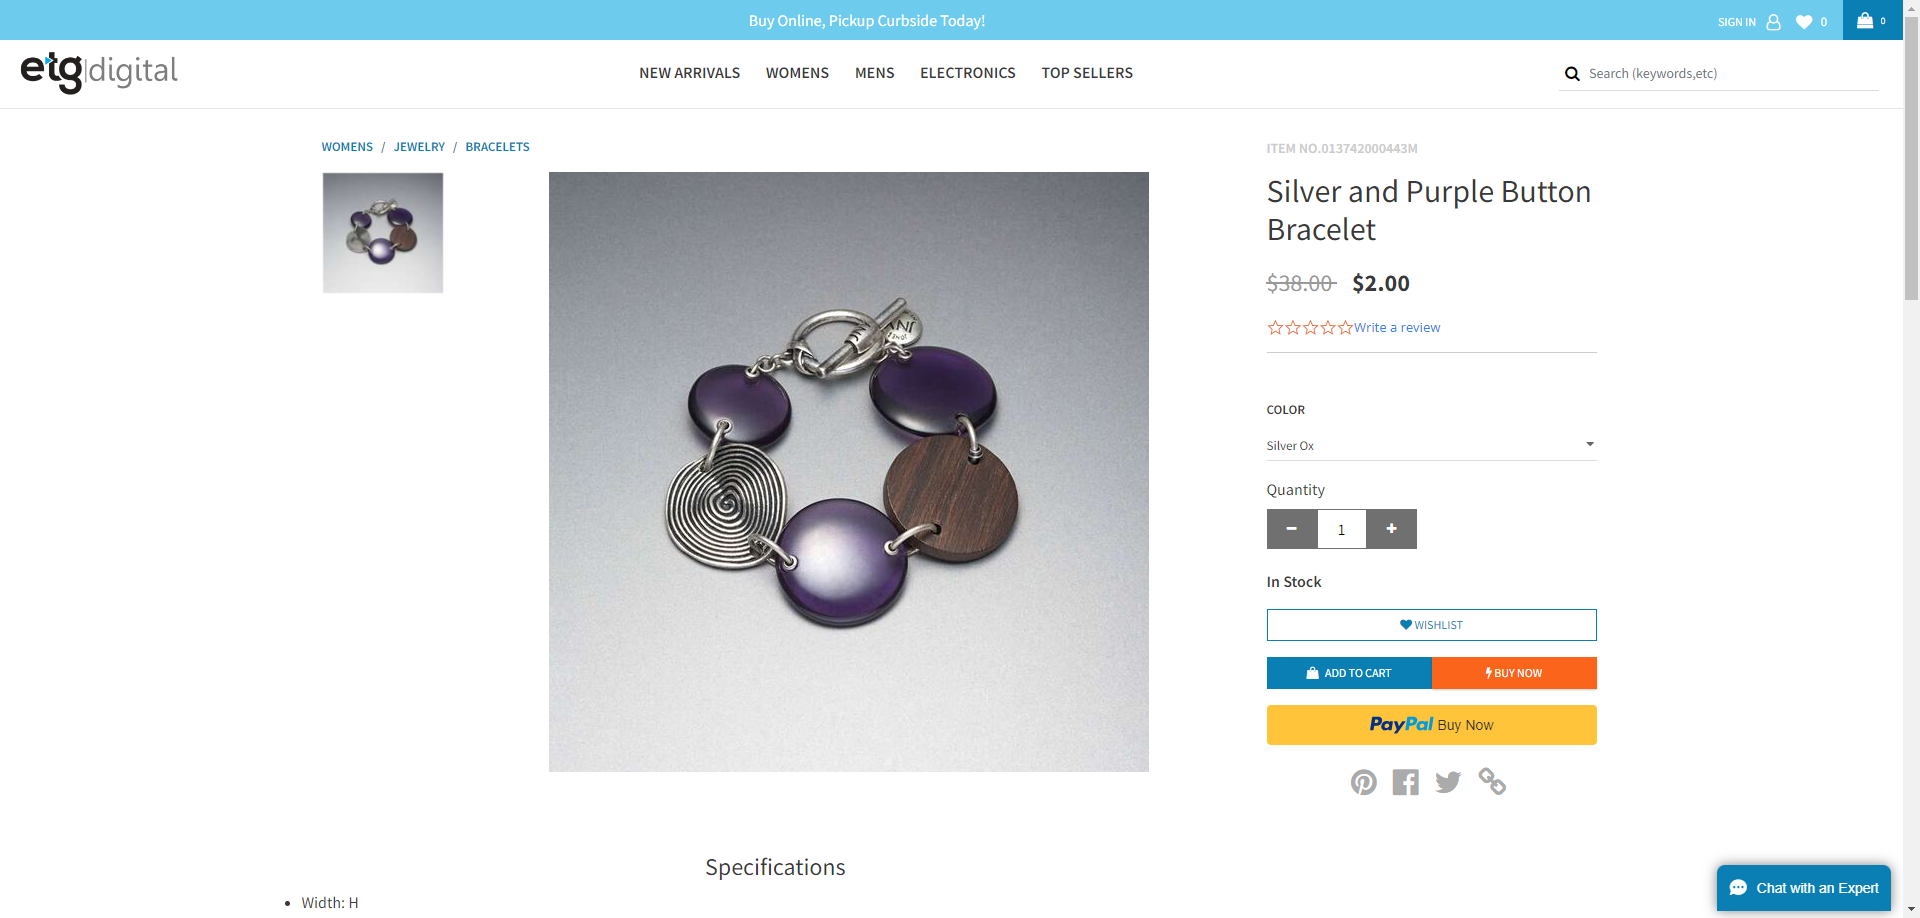 Buy Online, Pickup Curbside Today!
SIGN IN 0 0
etg|digital
NEW ARRIVALS WOMENS MENS ELECTRONICS TOP SELLERS
Search (keywords,etc)
WOMENS / JEWELRY / BRACELETS
ITEM NO.013742000443M
Silver and Purple Button
Bracelet
$38.00 $2.00
Write a review
COLOR
Silver Ox
Quantity
1
In Stock
WISHLIST
ADD TO CART
BUY NOW
PayPal Buy Now
Specifications
Width: H
Chat with an Expert